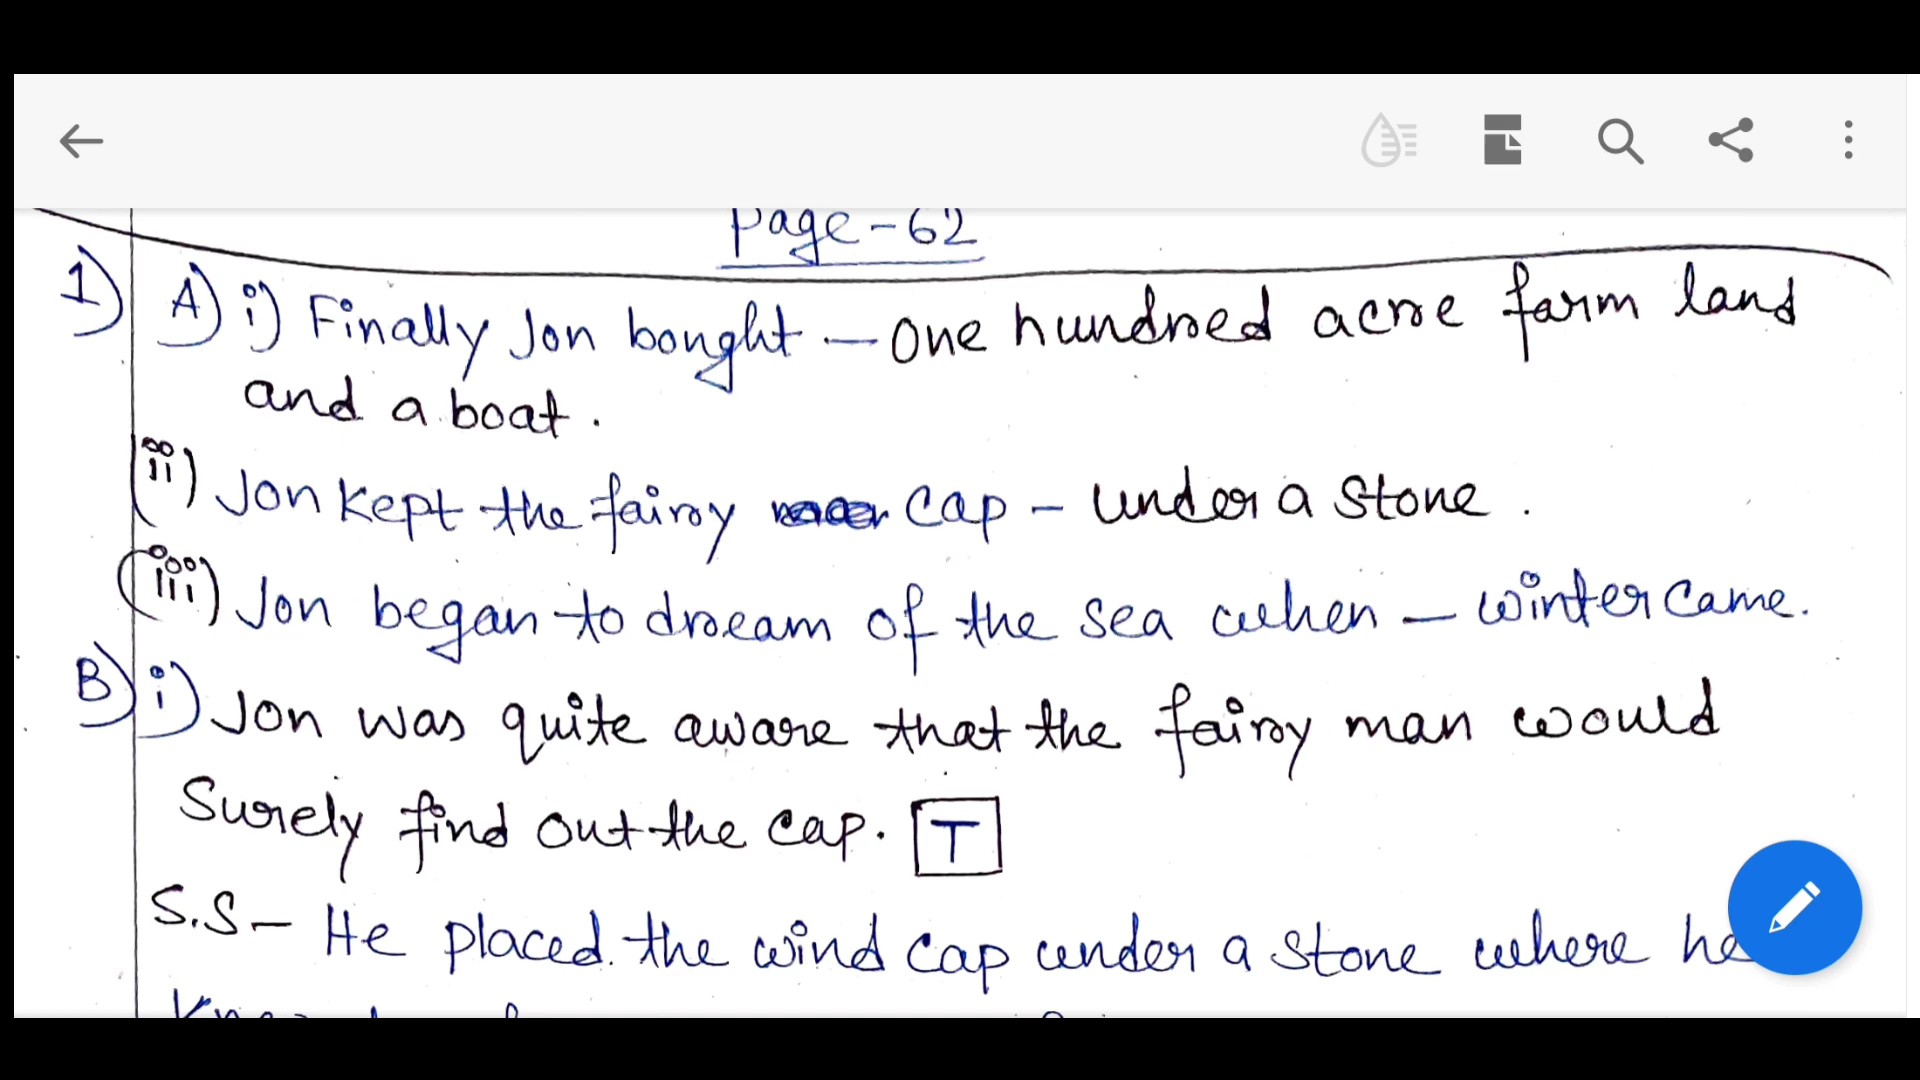 Page-62
1) A) i) Finally Jon bought - One hundred acre farm land
and a boat.
(ii) Jon kept the fairy cap - under a stone.
(iii) Jon began to dream of the sea when - winter came.
B) i) Jon was quite aware that the fairy man would
surely find out the cap. T
S.S- He placed the wind cap under a stone where he